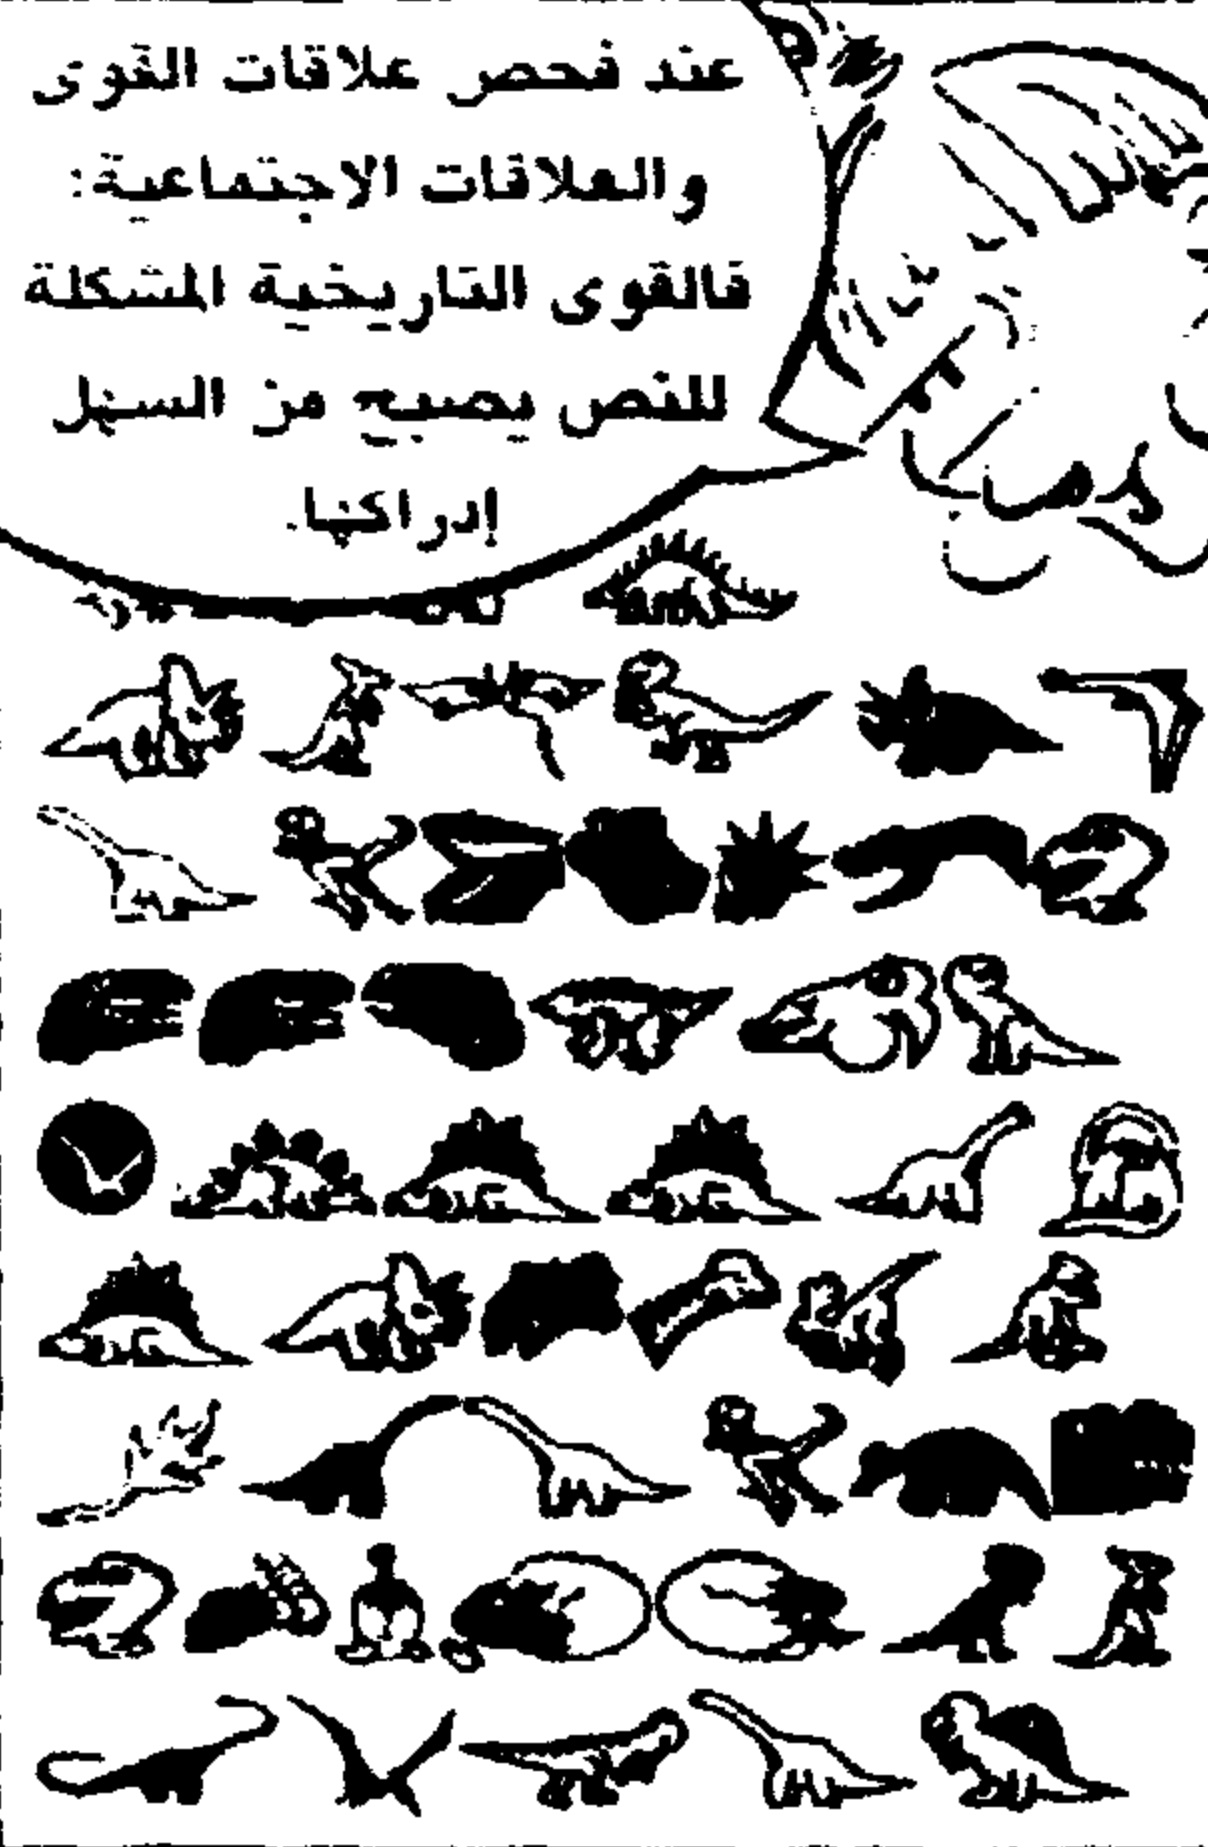 عند فحص علاقات القوى
والعلاقات الاجتماعية:
فالقوى التاريخية المشكلة
للنص يصبح من السهل
إدراكها.